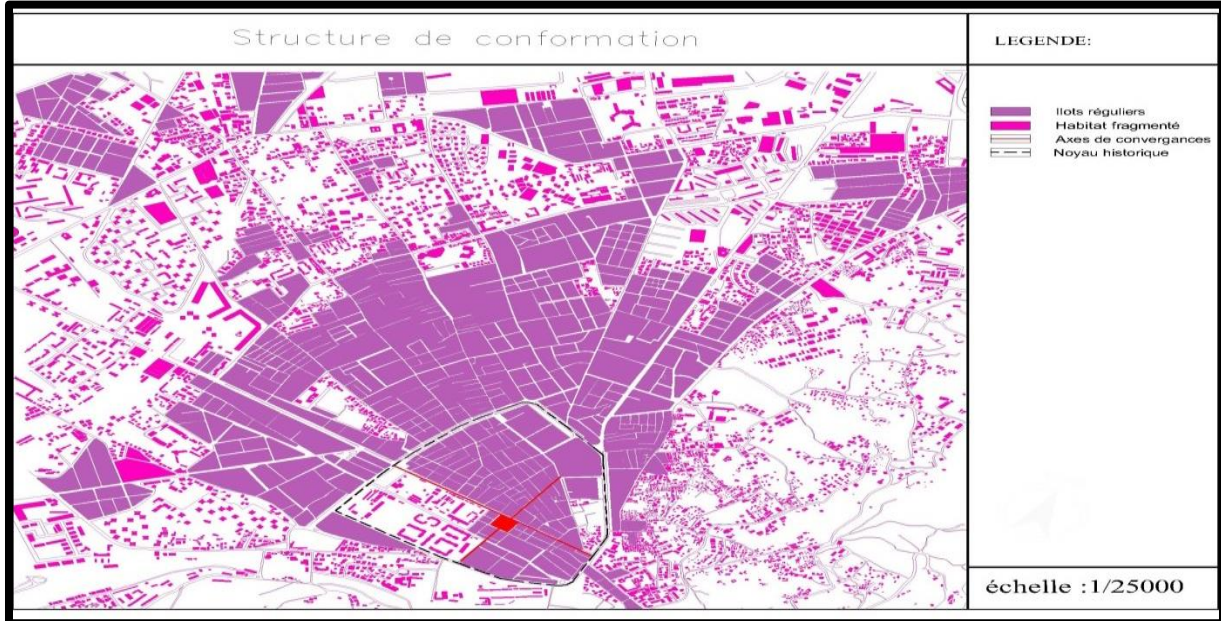 Structure de conformation
LEGENDE:
Ilots réguliers
Habitat fragmenté
Axes de convergances
Noyau historique
échelle :1/25000